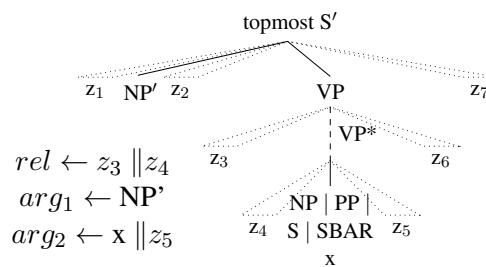 topmost S′
z₁ NP′ z₂ VP z₇
VP*
z₃ z₆
rel ← z₃ ∥z₄
NP | PP |
arg₁ ← NP'
z₄ S | SBAR z₅
arg₂ ← x ∥z₅
x